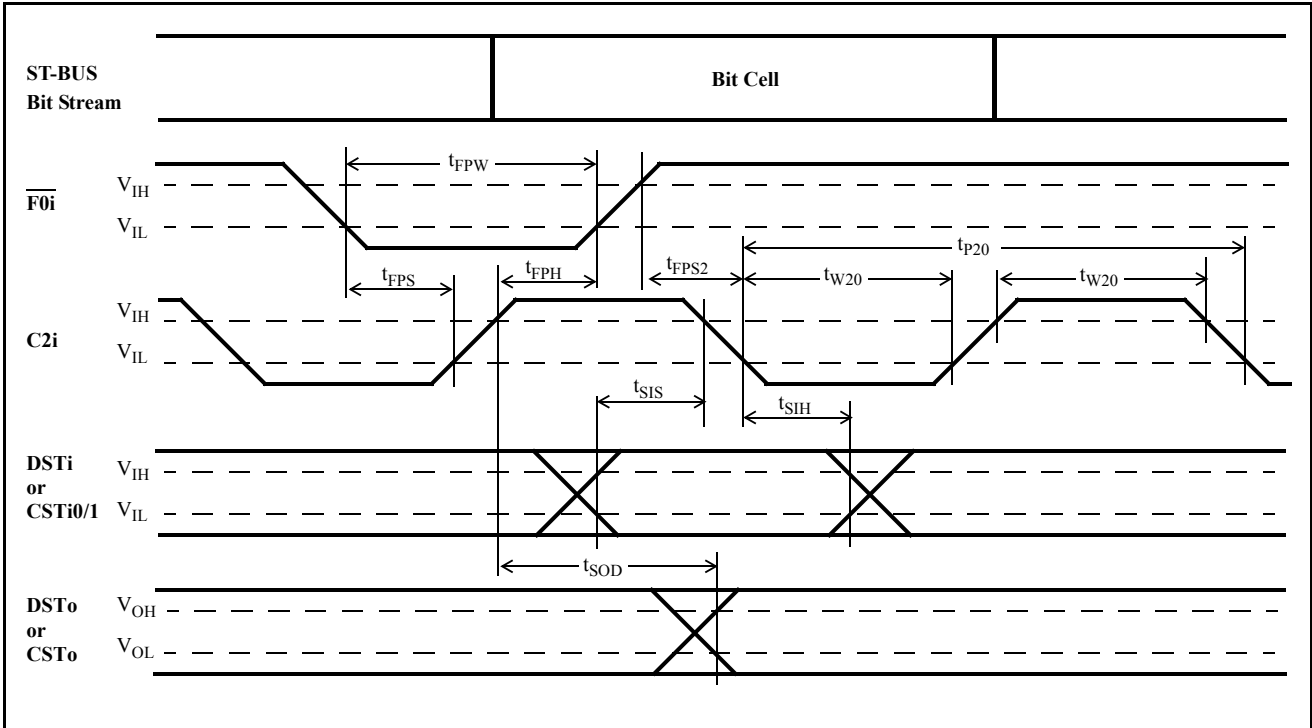 ST-BUS
Bit Stream
Bit Cell
F0i
VIH
VIL
tFPW
tP20
tFPS
tFPH
tFPS2
tW20
tW20
C2i
VIH
VIL
tSIS
tSIH
DSTi
or
CSTi0/1
VIH
VIL
tSOD
DSTo
or
CSTo
VOH
VOL